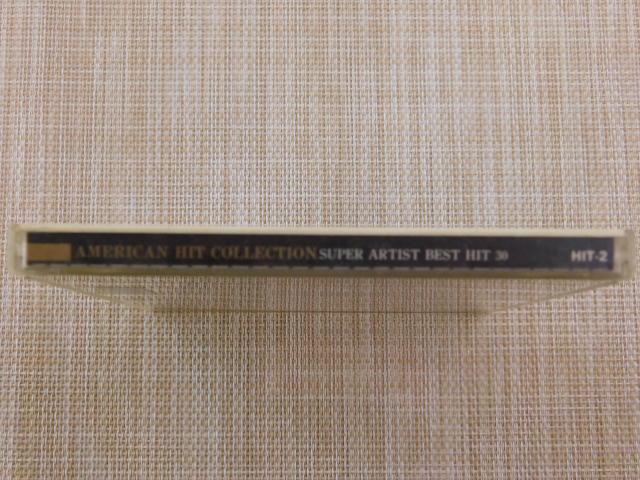 AMERICAN HIT COLLECTION SUPER ARTIST BEST HIT 30 HIT-2